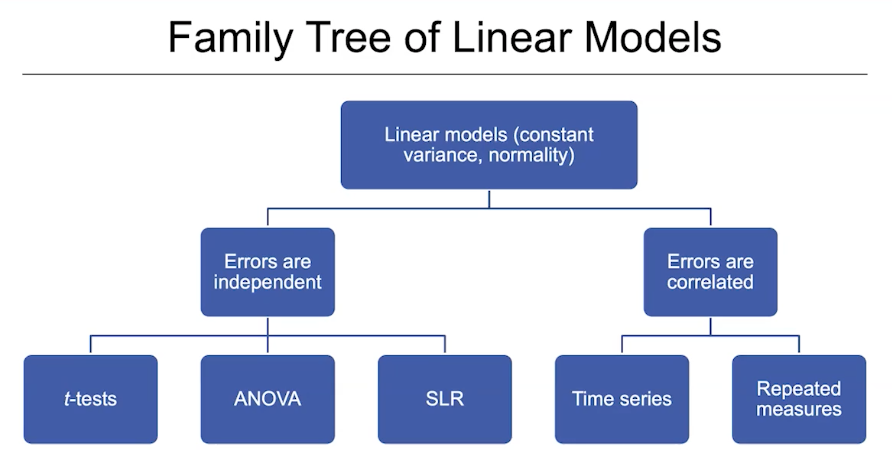 Family Tree of Linear Models
Linear models (constant
variance, normality)
Errors are
independent
Errors are
correlated
t-tests
ANOVA
SLR
Time series
Repeated
measures